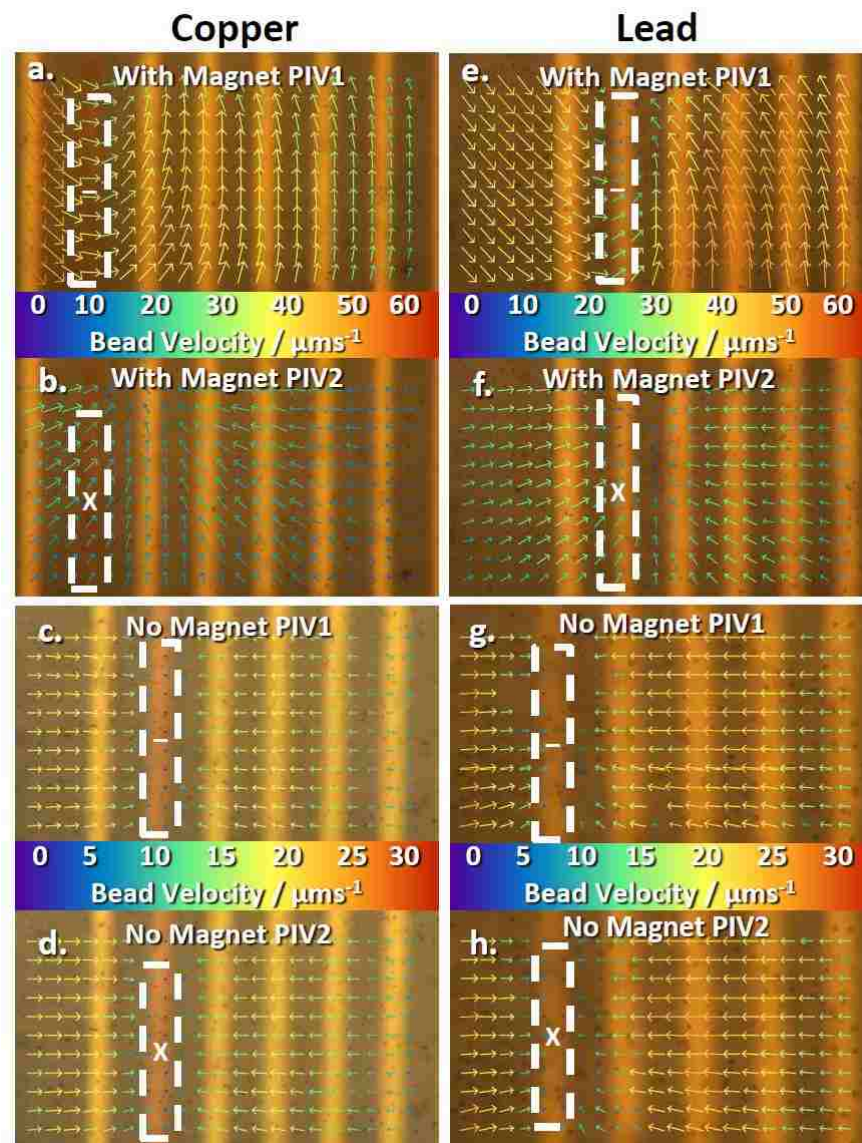 Copper
Lead
a.
With Magnet PIV1
–
e.
With Magnet PIV1
–
0 10 20 30 40 50 60
Bead Velocity / µms⁻¹
0 10 20 30 40 50 60
Bead Velocity / µms⁻¹
b.
With Magnet PIV2
X
f.
With Magnet PIV2
X
c.
No Magnet PIV1
–
g.
No Magnet PIV1
–
0 5 10 15 20 25 30
Bead Velocity / µms⁻¹
0 5 10 15 20 25 30
Bead Velocity / µms⁻¹
d.
No Magnet PIV2
X
h.
No Magnet PIV2
X